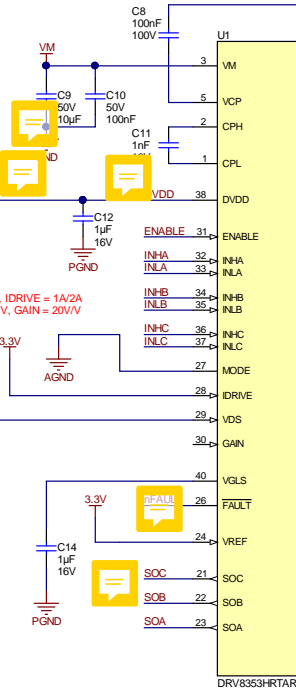 C8
100nF
100V
U1
VM
3
VM
C9
50V
10µF
C10
50V
100nF
5
VCP
C11
1nF
2
CPH
1
CPL
VDD
38
DVDD
C12
1µF
16V
PGND
ENABLE
31
ENABLE
INHA
32
INHA
INLA
33
INLA
, IDRIVE = 1A/2A
V, GAIN = 20V/V
INHB
34
INHB
INLB
35
INLB
3.3V
INHC
36
INHC
INLC
37
INLC
AGND
27
MODE
28
IDRIVE
29
VDS
30
GAIN
40
VGLS
3.3V
nFAUL
26
FAULT
C14
1µF
16V
24
VREF
SOC
21
SOC
SOB
22
SOB
SOA
23
SOA
PGND
DRV8353HRTAR